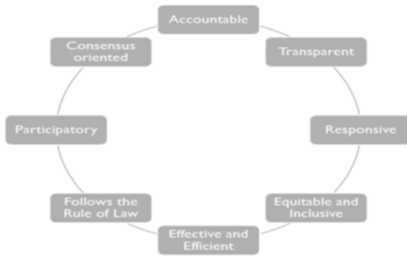 Accountable
Transparent
Responsive
Equitable and
Inclusive
Effective and
Efficient
Follows the
Rule of Law
Participatory
Consensus
oriented